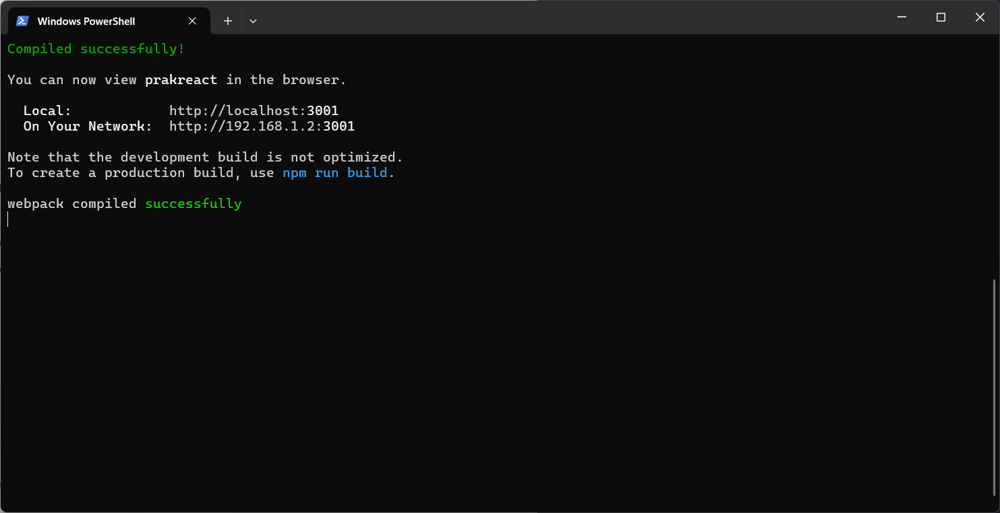 Windows PowerShell
Compiled successfully!
You can now view prakreact in the browser.
Local:            http://localhost:3001
On Your Network:  http://192.168.1.2:3001
Note that the development build is not optimized.
To create a production build, use npm run build.
webpack compiled successfully